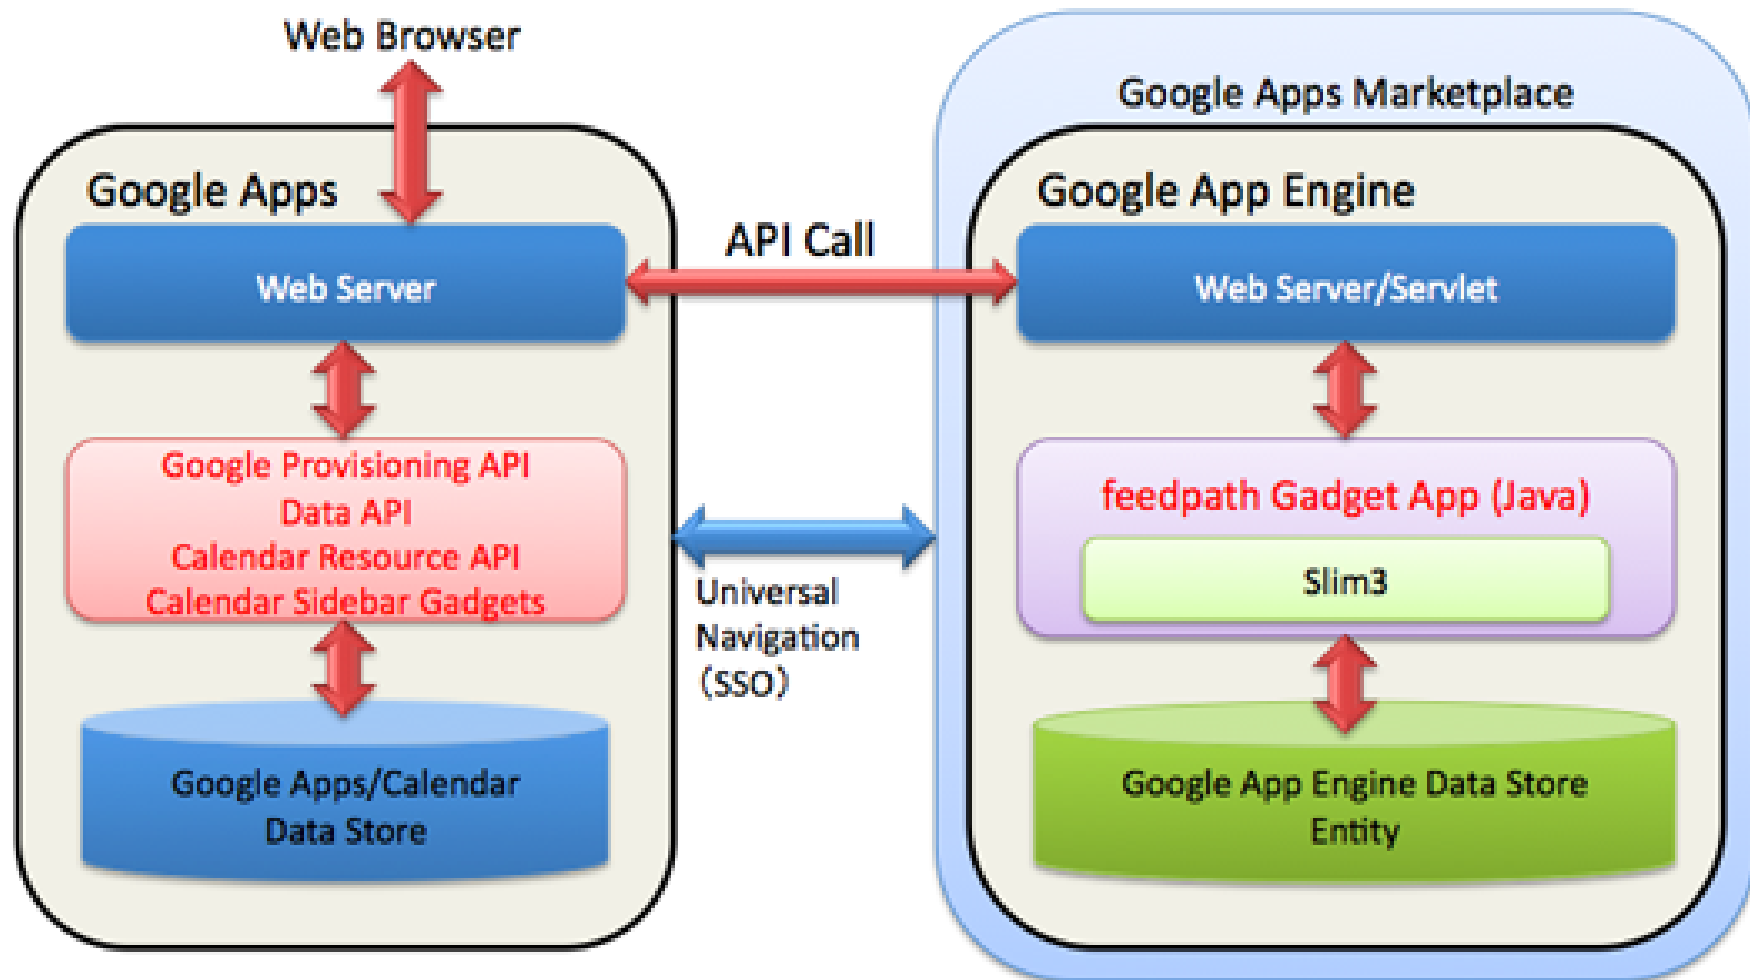 Web Browser
Google Apps Marketplace
Google Apps
Google App Engine
API Call
Web Server
Web Server/Servlet
Google Provisioning API
Data API
Calendar Resource API
Calendar Sidebar Gadgets
feedpath Gadget App (Java)
Slim3
Universal
Navigation
(SSO)
Google Apps/Calendar
Data Store
Google App Engine Data Store
Entity